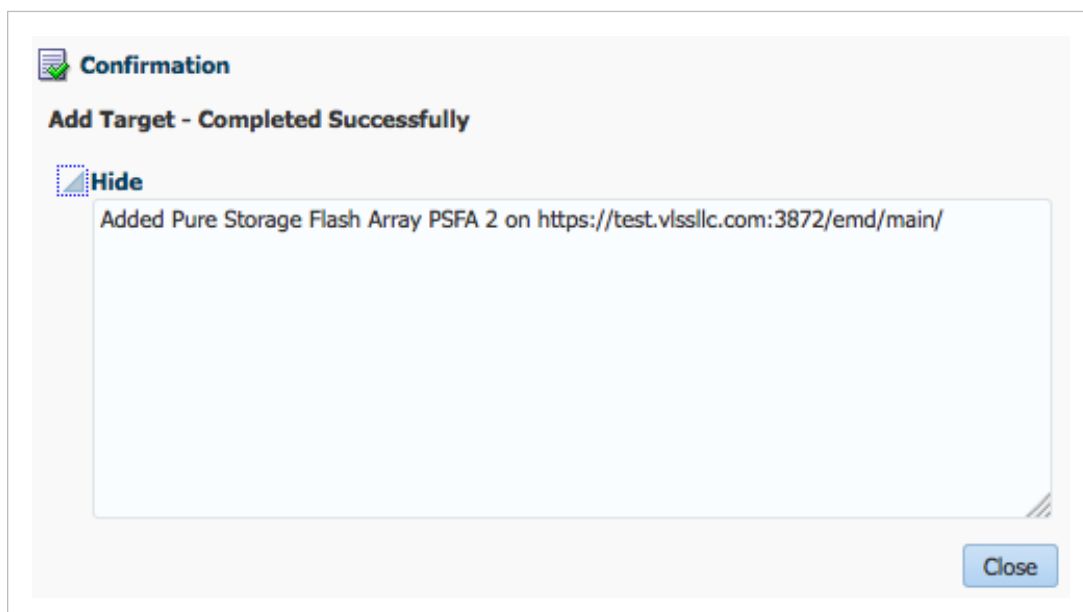 Confirmation
Add Target - Completed Successfully
Hide
Added Pure Storage Flash Array PSFA 2 on https://test.vlssllc.com:3872/emd/main/
Close